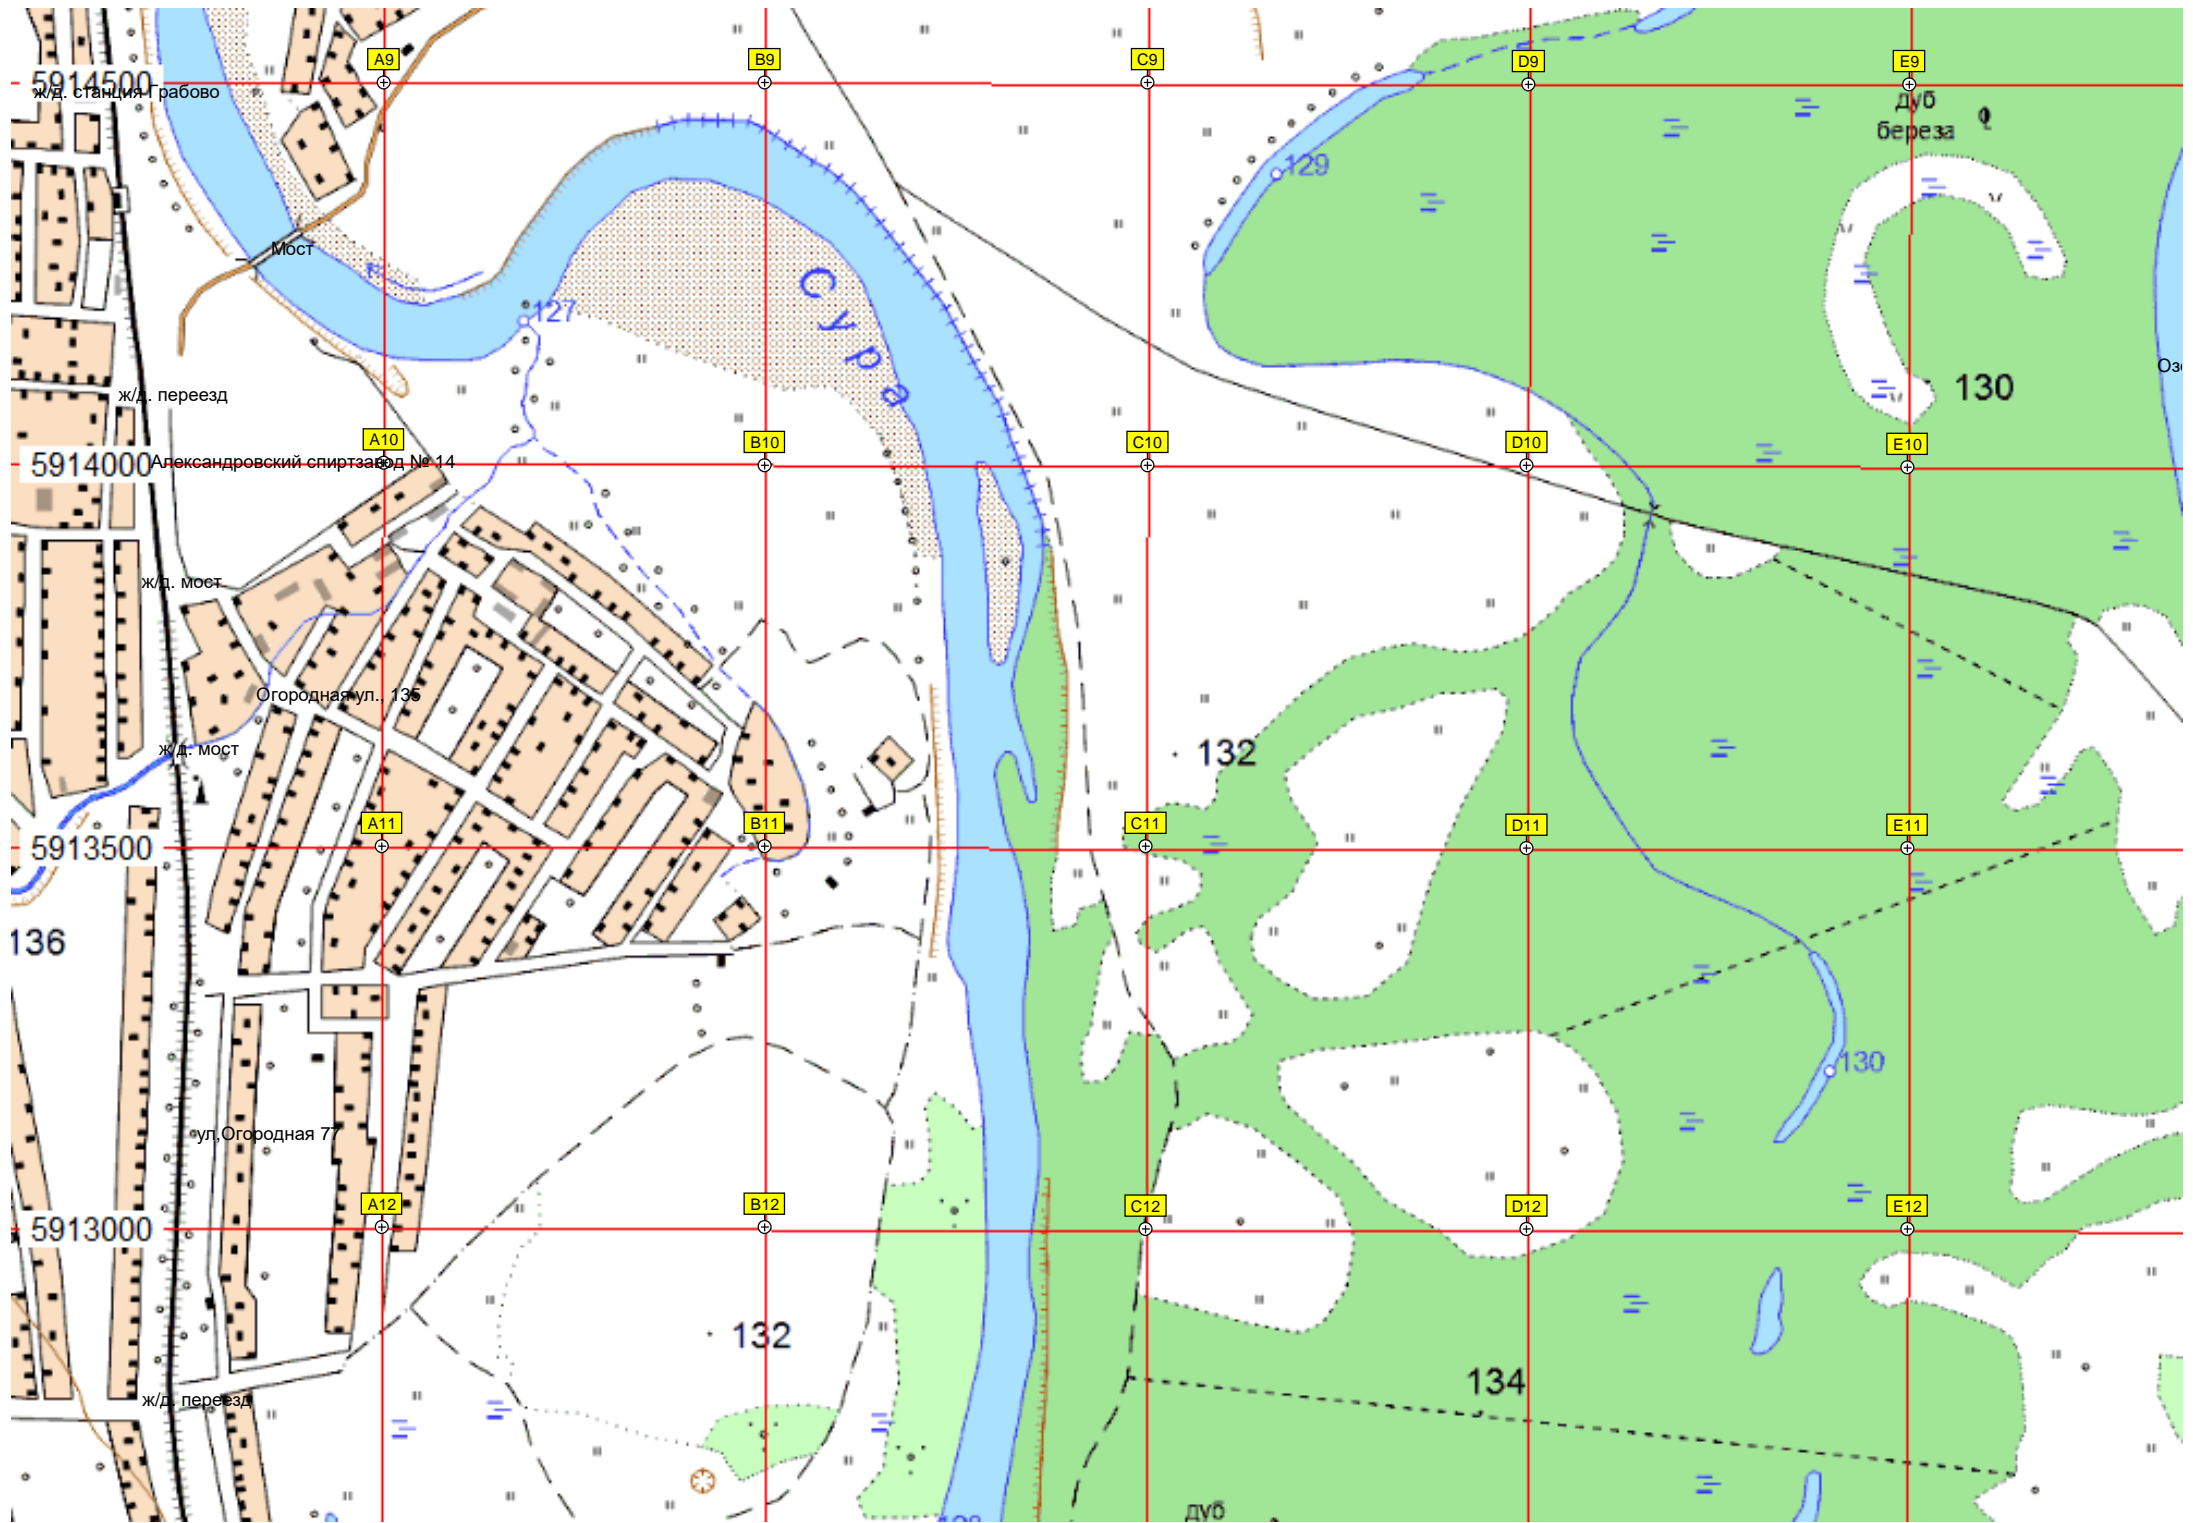 A9
B9
C9
D9
E9
5914500
ж/д. станция Грабово
дуб
береза
129
Мост
127
Сура
130
Оз
ж/д. переезд
A10
B10
C10
D10
E10
5914000
Александровский спиртзавод № 14
ж/д. мост
Огородная ул., 135
ж/д. мост
132
A11
B11
C11
D11
E11
5913500
136
130
ул,Огородная 77
A12
B12
C12
D12
E12
5913000
132
134
ж/д. переезд
дуб